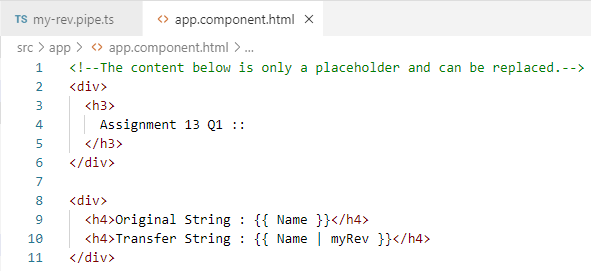 TS my-rev.pipe.ts
<> app.component.html ×
src > app > <> app.component.html > ...
1 <!--The content below is only a placeholder and can be replaced.-->
2 <div>
3 <h3>
4 Assignment 13 Q1 ::
5 </h3>
6 </div>
7
8 <div>
9 <h4>Original String : {{ Name }}</h4>
10 <h4>Transfer String : {{ Name | myRev }}</h4>
11 </div>